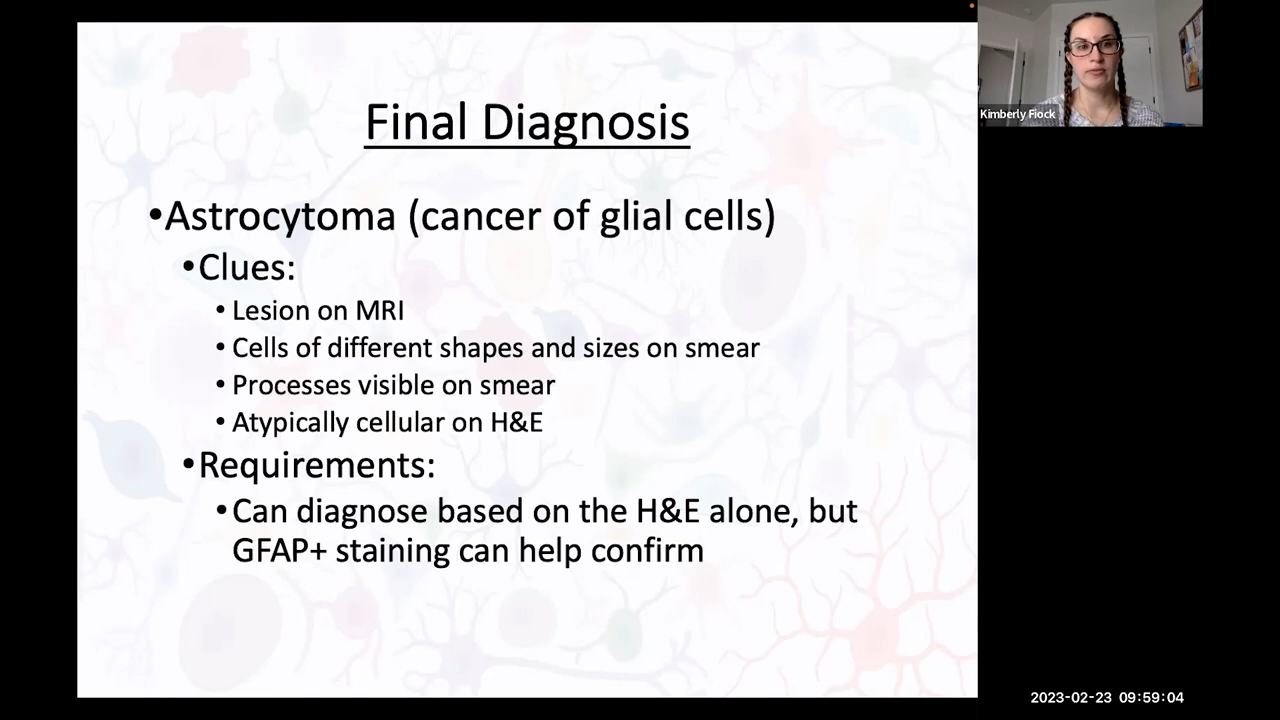 Final Diagnosis
•Astrocytoma (cancer of glial cells)
•Clues:
• Lesion on MRI
• Cells of different shapes and sizes on smear
• Processes visible on smear
• Atypically cellular on H&E
•Requirements:
•Can diagnose based on the H&E alone, but
GFAP+ staining can help confirm
Kimberly Fiock
2023-02-23 09:59:04